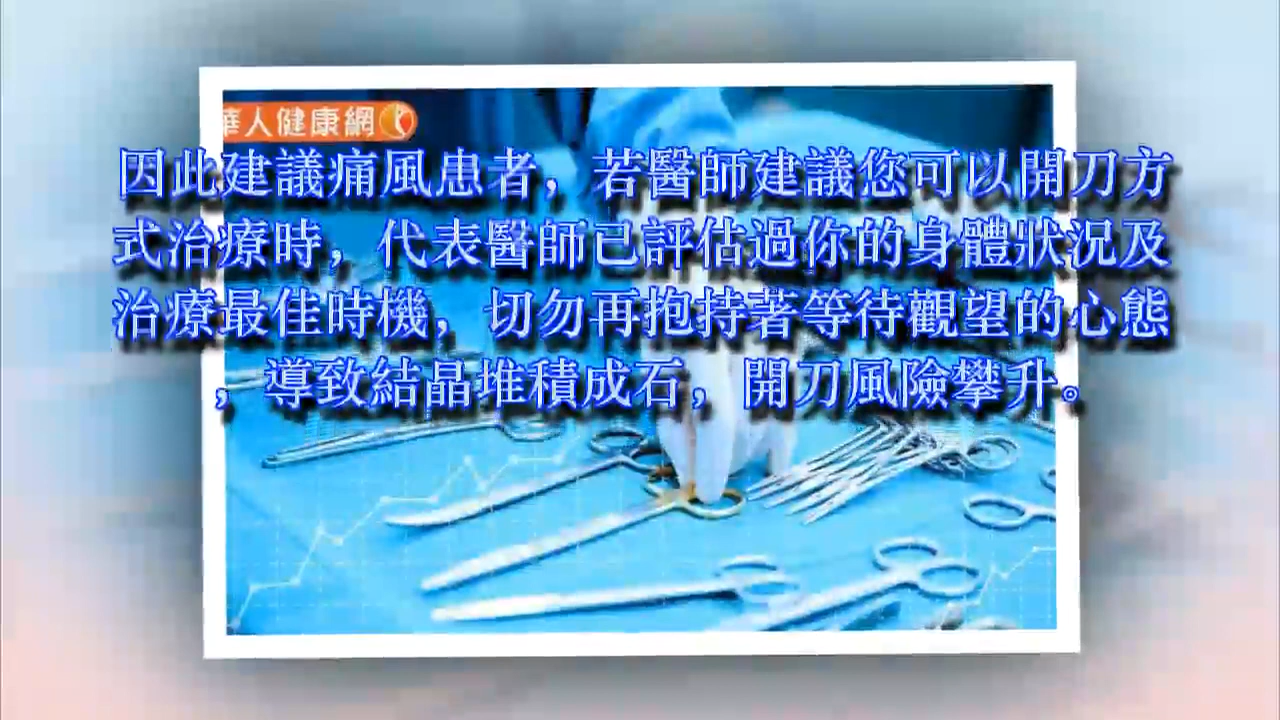 華人健康網
因此建議痛風患者，若醫師建議您可以開刀方
式治療時，代表醫師已評估過你的身體狀況及
治療最佳時機，切勿再抱持著等待觀望的心態
，導致結晶堆積成石，開刀風險攀升。